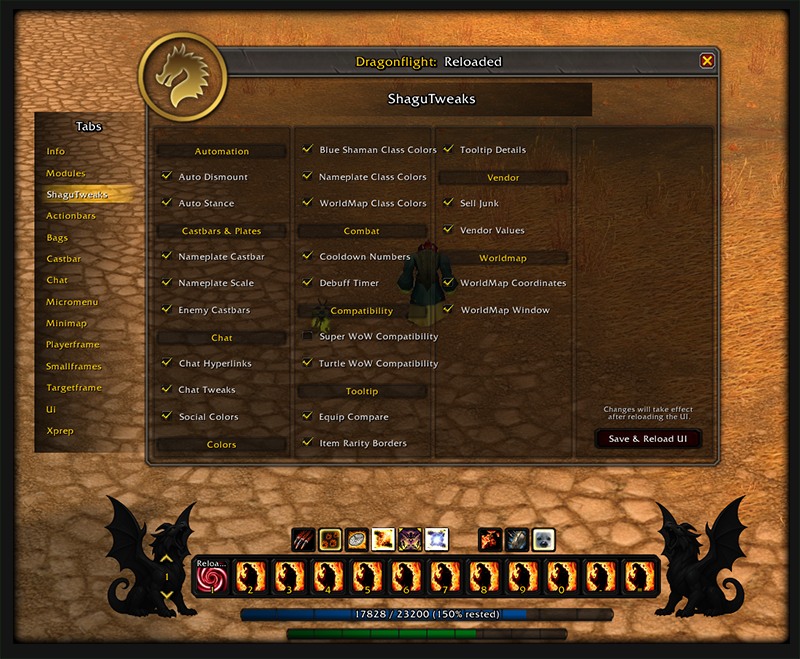 Dragonflight: Reloaded
ShaguTweaks
Tabs
Info
Modules
ShaguTweaks
Actionbars
Bags
Castbar
Chat
Micromenu
Minimap
Playerframe
Smallframes
Targetframe
Ui
Xprep
Automation
Auto Dismount
Auto Stance
Castbars & Plates
Nameplate Castbar
Nameplate Scale
Enemy Castbars
Chat
Chat Hyperlinks
Chat Tweaks
Social Colors
Colors
Blue Shaman Class Colors
Nameplate Class Colors
WorldMap Class Colors
Combat
Cooldown Numbers
Debuff Timer
Compatibility
Super WoW Compatibility
Turtle WoW Compatibility
Tooltip
Equip Compare
Item Rarity Borders
Tooltip Details
Vendor
Sell Junk
Vendor Values
Worldmap
WorldMap Coordinates
WorldMap Window
Changes will take effect
after reloading the UI.
Save & Reload UI
1
Reloa...
1 2 3 4 5 6 7 8 9 0 - =
17828 / 23200 (150% rested)